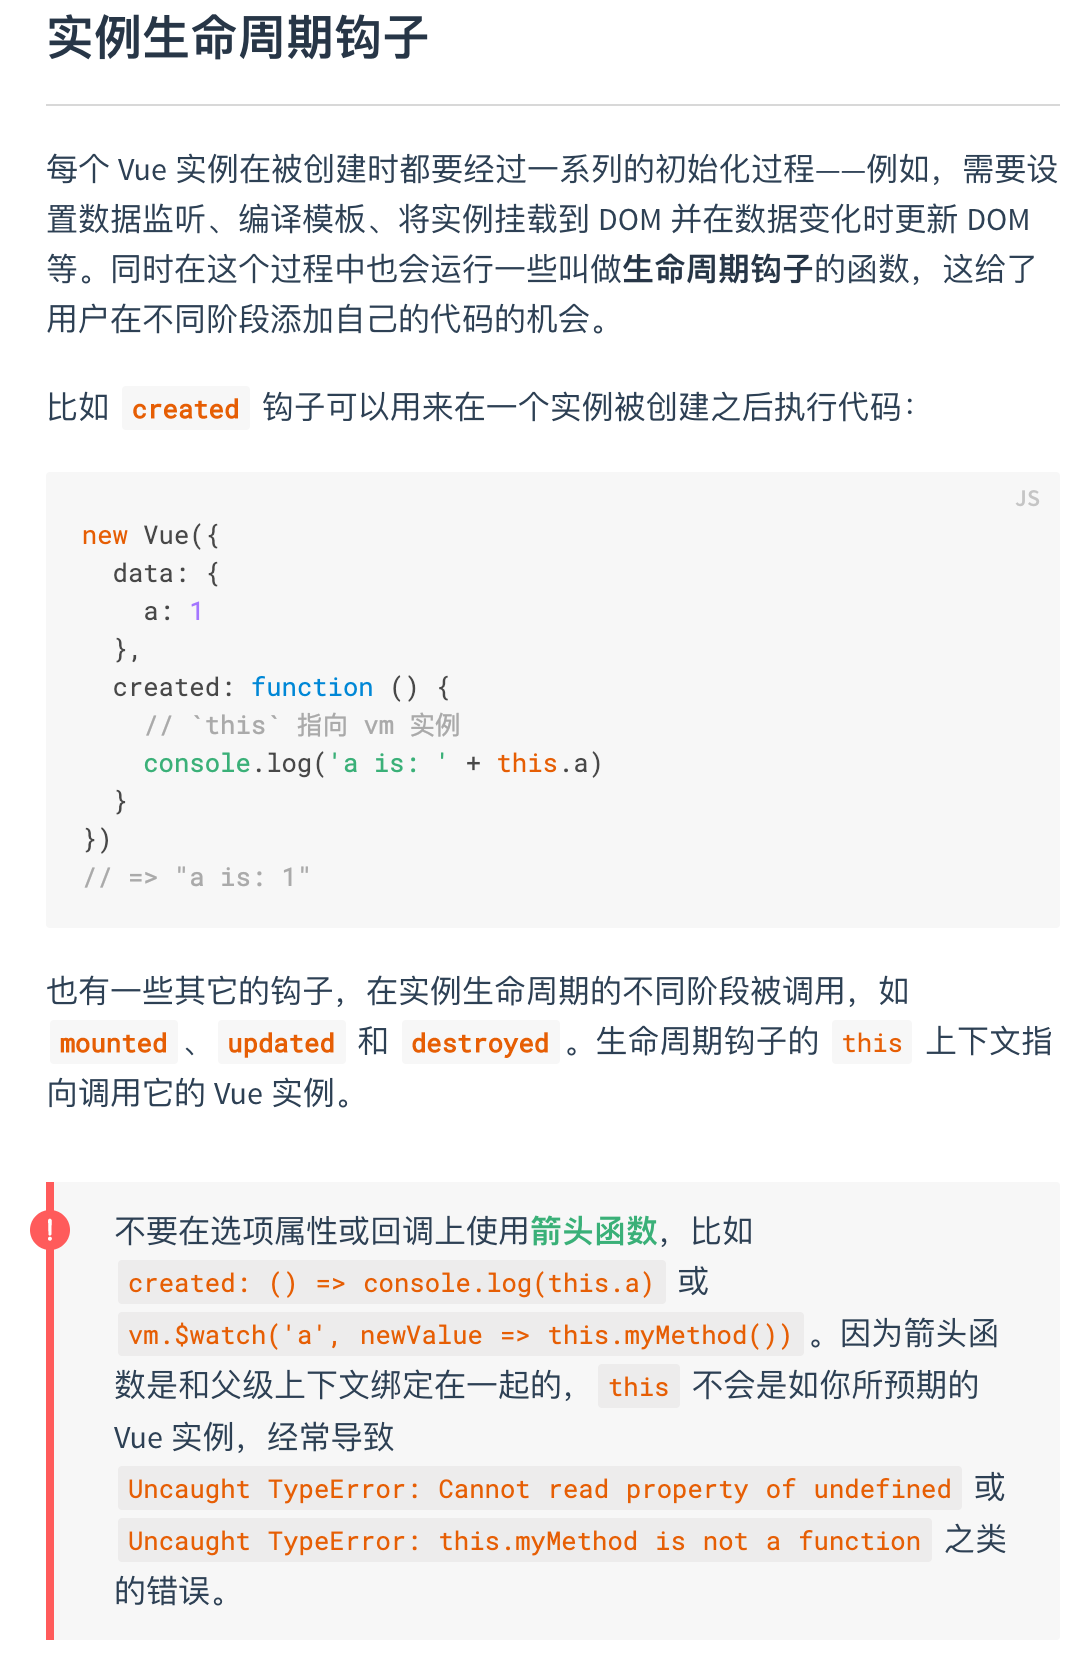 实例生命周期钩子
每个 Vue 实例在被创建时都要经过一系列的初始化过程——例如，需要设
置数据监听、编译模板、将实例挂载到 DOM 并在数据变化时更新 DOM
等。同时在这个过程中也会运行一些叫做生命周期钩子的函数，这给了
用户在不同阶段添加自己的代码的机会。
比如 created 钩子可以用来在一个实例被创建之后执行代码：
JS
new Vue({
  data: {
    a: 1
  },
  created: function () {
    // `this` 指向 vm 实例
    console.log('a is: ' + this.a)
  }
})
// => "a is: 1"
也有一些其它的钩子，在实例生命周期的不同阶段被调用，如
mounted 、 updated 和 destroyed 。生命周期钩子的 this 上下文指
向调用它的 Vue 实例。
!
不要在选项属性或回调上使用箭头函数，比如
created: () => console.log(this.a) 或
vm.$watch('a', newValue => this.myMethod()) 。因为箭头函
数是和父级上下文绑定在一起的， this 不会是如你所预期的
Vue 实例，经常导致
Uncaught TypeError: Cannot read property of undefined 或
Uncaught TypeError: this.myMethod is not a function 之类
的错误。